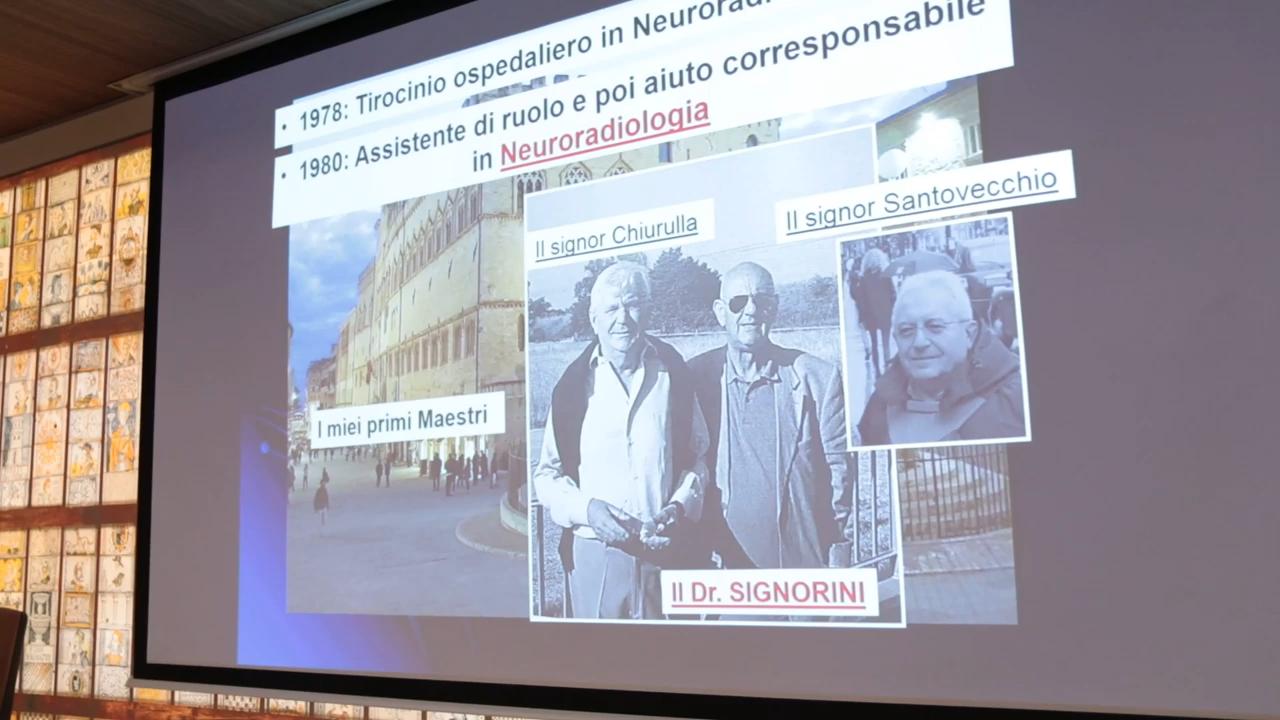 • 1978: Tirocinio ospedaliero in
• 1980: Assistente di ruolo e poi aiuto corresponsabile
in Neuroradiologia
Il signor Chiurulla
Il signor Santovecchio
I miei primi Maestri
Il Dr. SIGNORINI